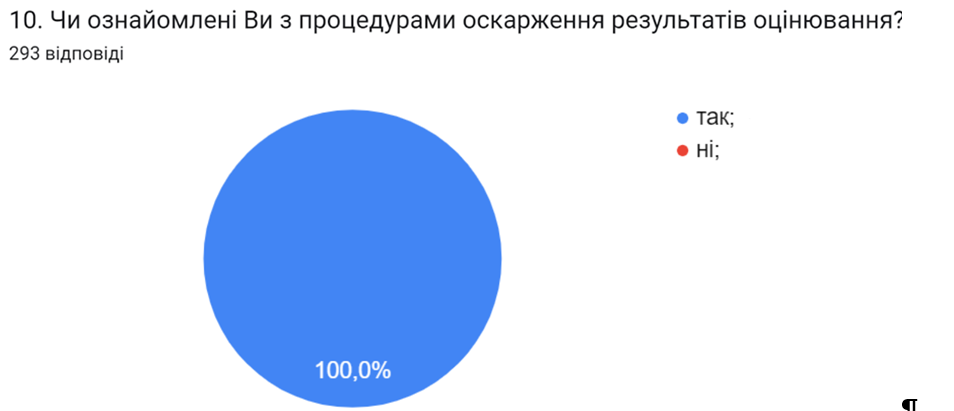 10. Чи ознайомлені Ви з процедурами оскарження результатів оцінювання?
293 відповіді
так;
ні;
100,0%
¶